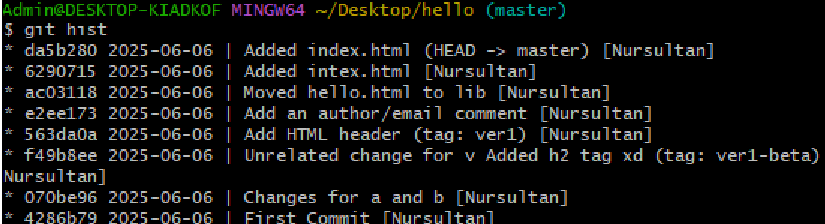 Admin@DESKTOP-KIADKOF MINGW64 ~/Desktop/hello (master)
$ git hist
* da5b280 2025-06-06 | Added index.html (HEAD -> master) [Nursultan]
* 6290715 2025-06-06 | Added intex.html [Nursultan]
* ac03118 2025-06-06 | Moved hello.html to lib [Nursultan]
* e2ee173 2025-06-06 | Add an author/email comment [Nursultan]
* 563da0a 2025-06-06 | Add HTML header (tag: ver1) [Nursultan]
* f49b8ee 2025-06-06 | Unrelated change for v Added h2 tag xd (tag: ver1-beta)
Nursultan]
* 070be96 2025-06-06 | Changes for a and b [Nursultan]
* 4286b79 2025-06-06 | First Commit [Nursultan]